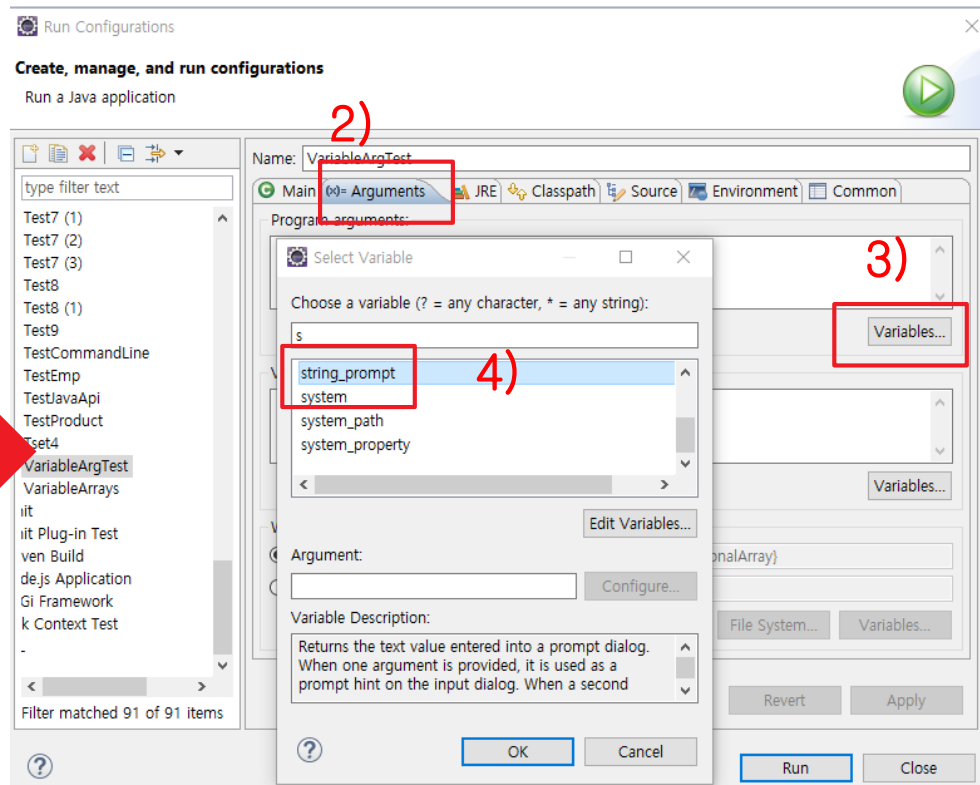 Run Configurations
Create, manage, and run configurations
Run a Java application
2)
type filter text
Test7 (1)
Test7 (2)
Test7 (3)
Test8
Test8 (1)
Test9
TestCommandLine
TestEmp
TestJavaApi
TestProduct
Tset4
VariableArgTest
VariableArrays
it
it Plug-in Test
ven Build
de.js Application
Gi Framework
k Context Test
Filter matched 91 of 91 items
Name: VariableArgTest
Main (x)= Arguments JRE Classpath Source Environment Common
Program arguments:
3)
Variables...
Select Variable
Choose a variable (? = any character, * = any string):
s
string_prompt
4)
system
system_path
system_property
Edit Variables...
Argument:
Configure...
Variable Description:
Returns the text value entered into a prompt dialog.
When one argument is provided, it is used as a
prompt hint on the input dialog. When a second
OK Cancel
Variables...
onalArray}
File System... Variables...
Revert Apply
Run Close